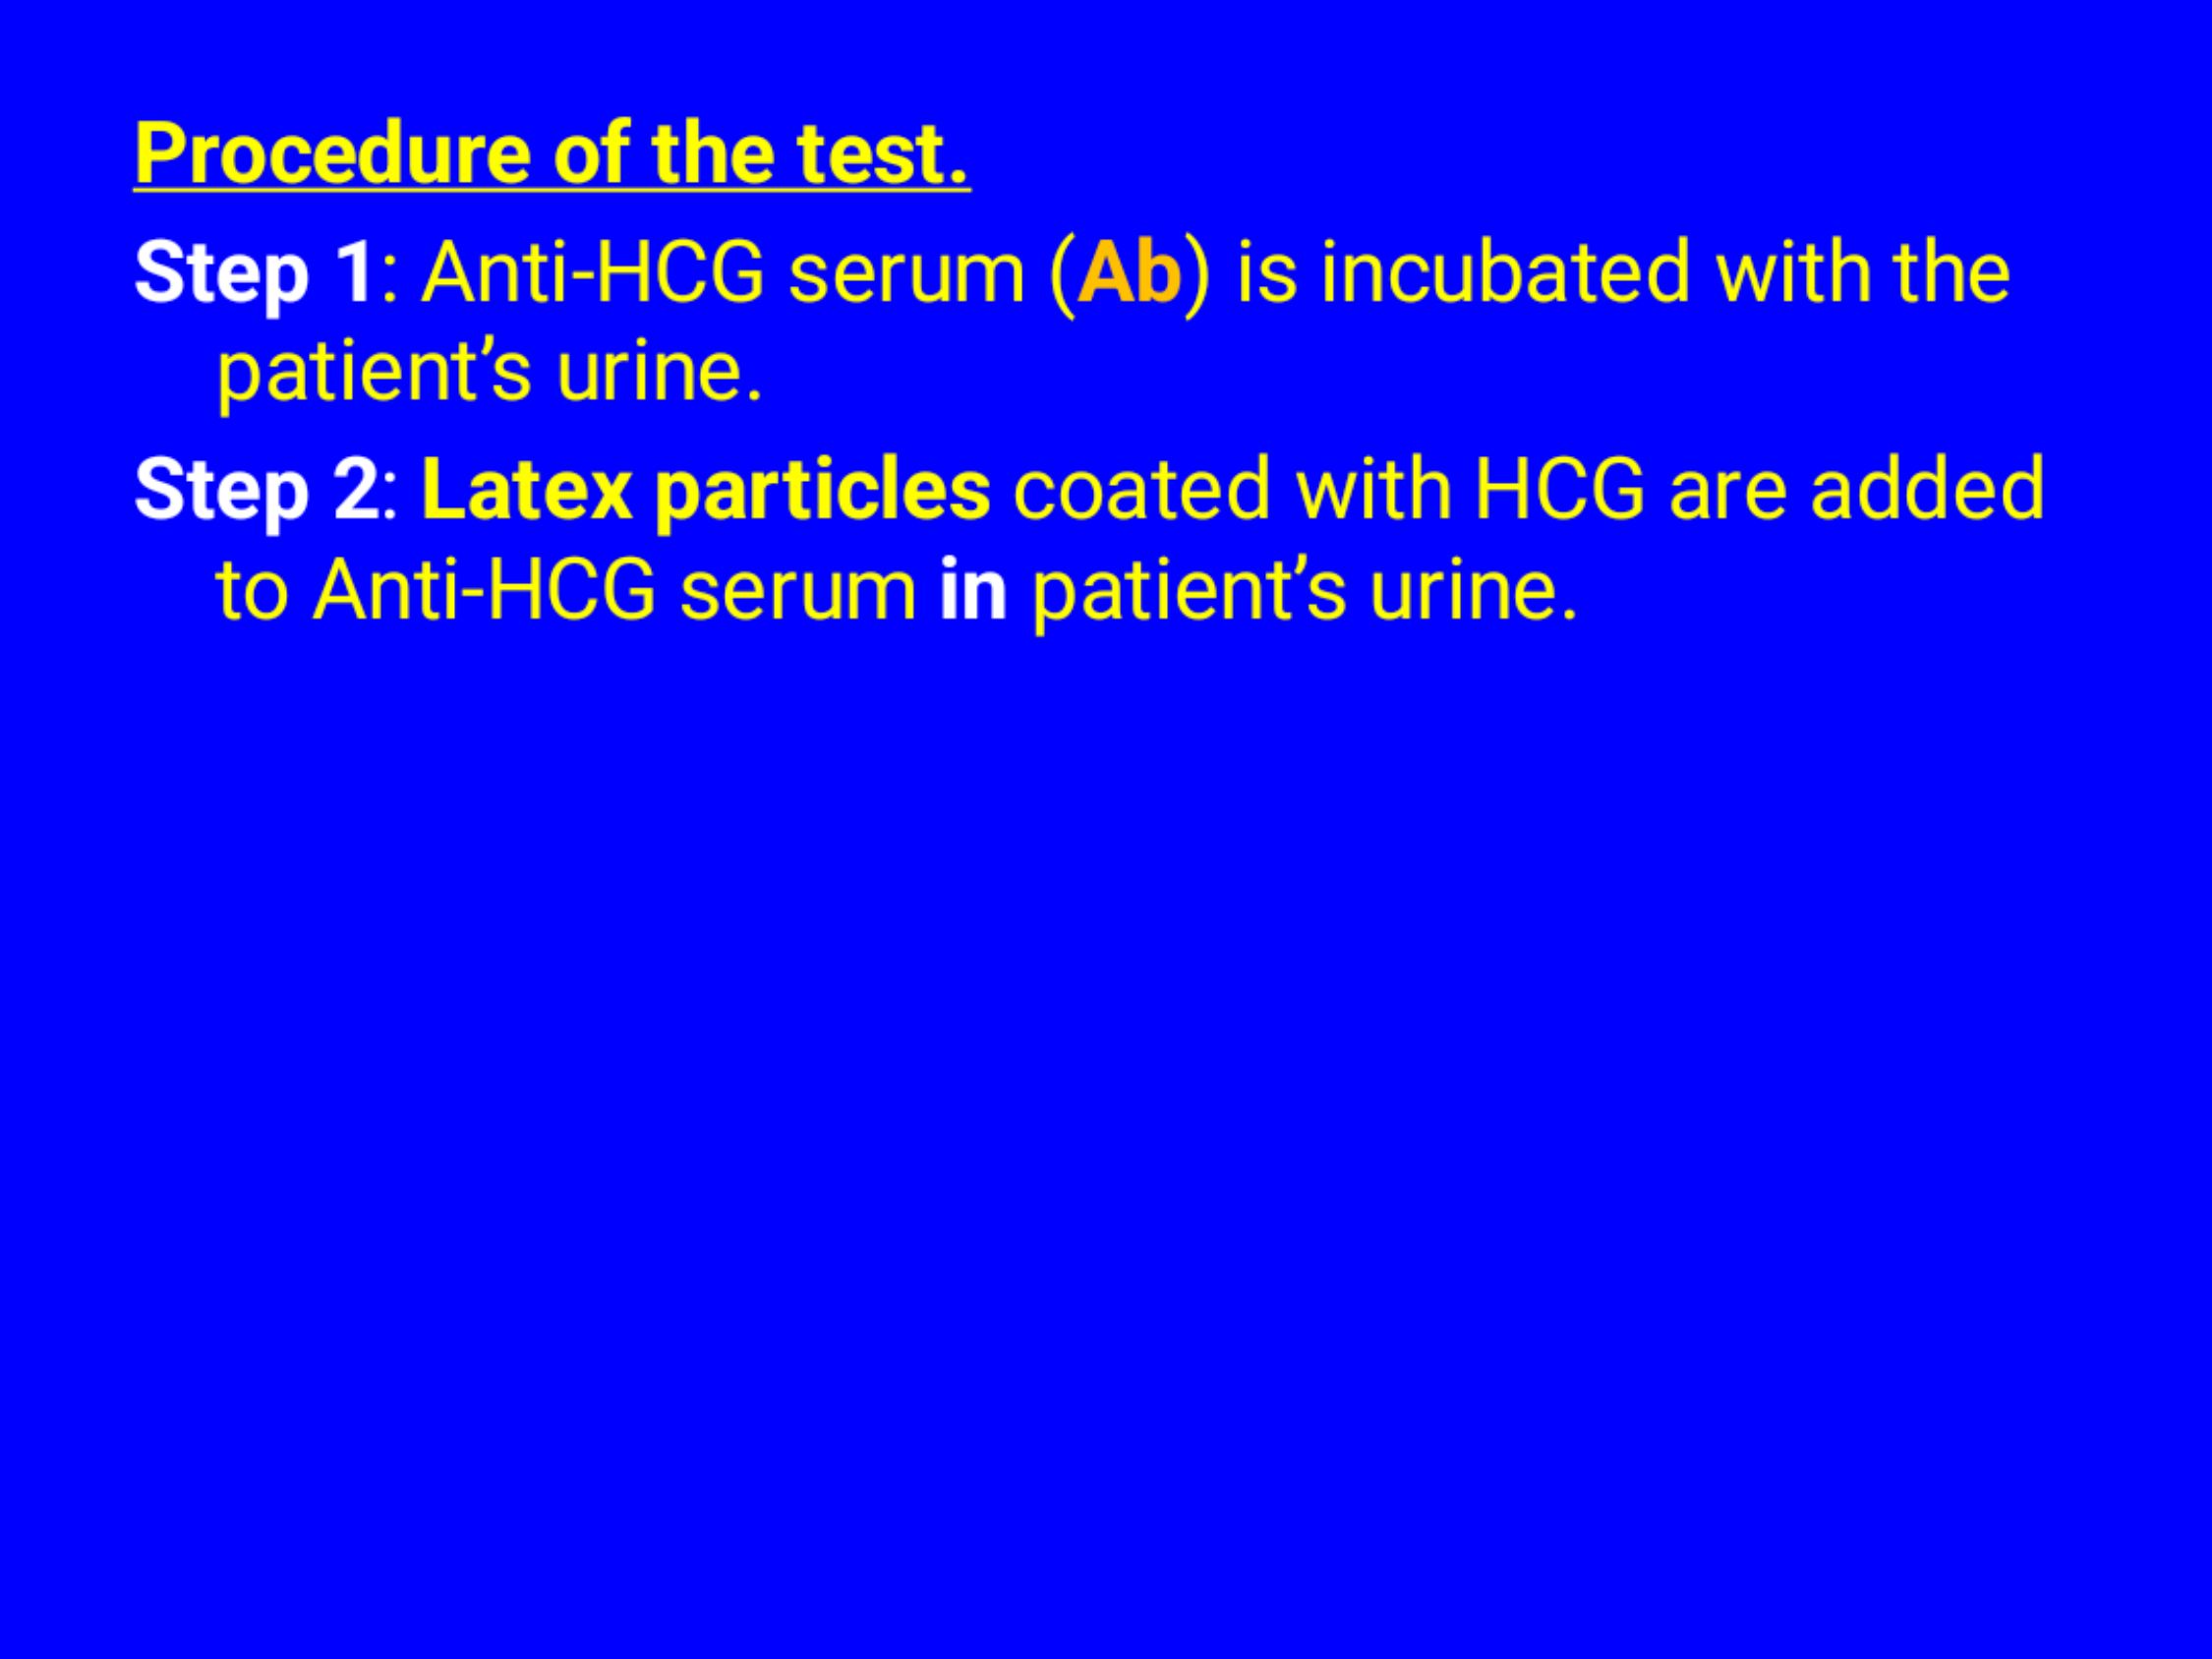 Procedure of the test.
Step 1: Anti-HCG serum (Ab) is incubated with the
patient’s urine.
Step 2: Latex particles coated with HCG are added
to Anti-HCG serum in patient’s urine.